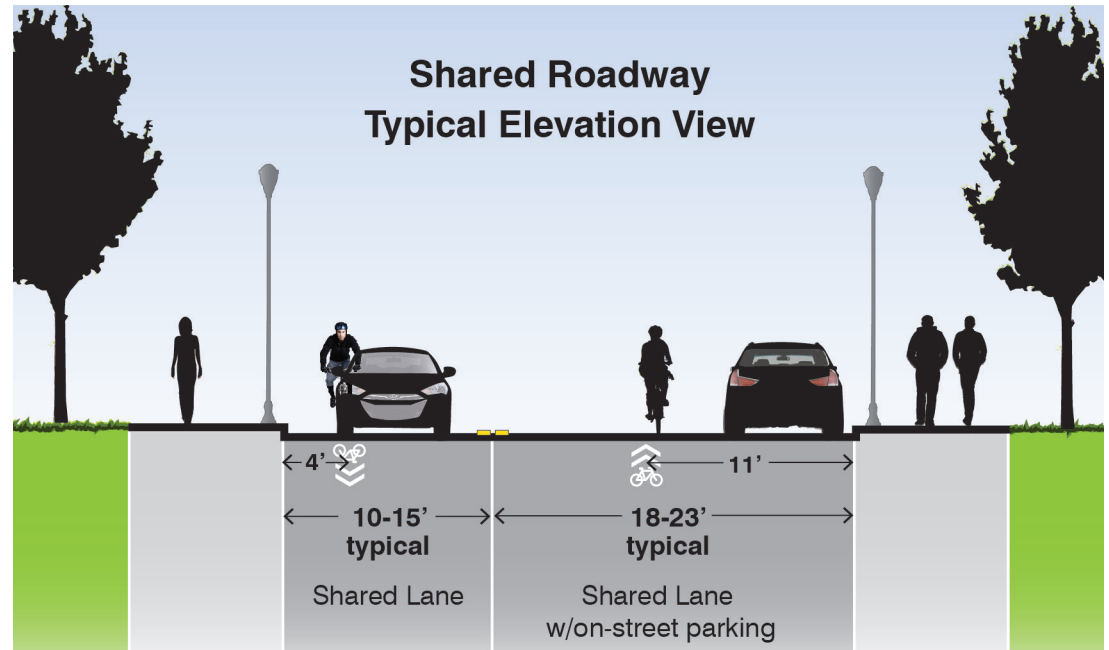 Shared Roadway
Typical Elevation View
4’
11’
10-15’
typical
18-23’
typical
Shared Lane
Shared Lane
w/on-street parking